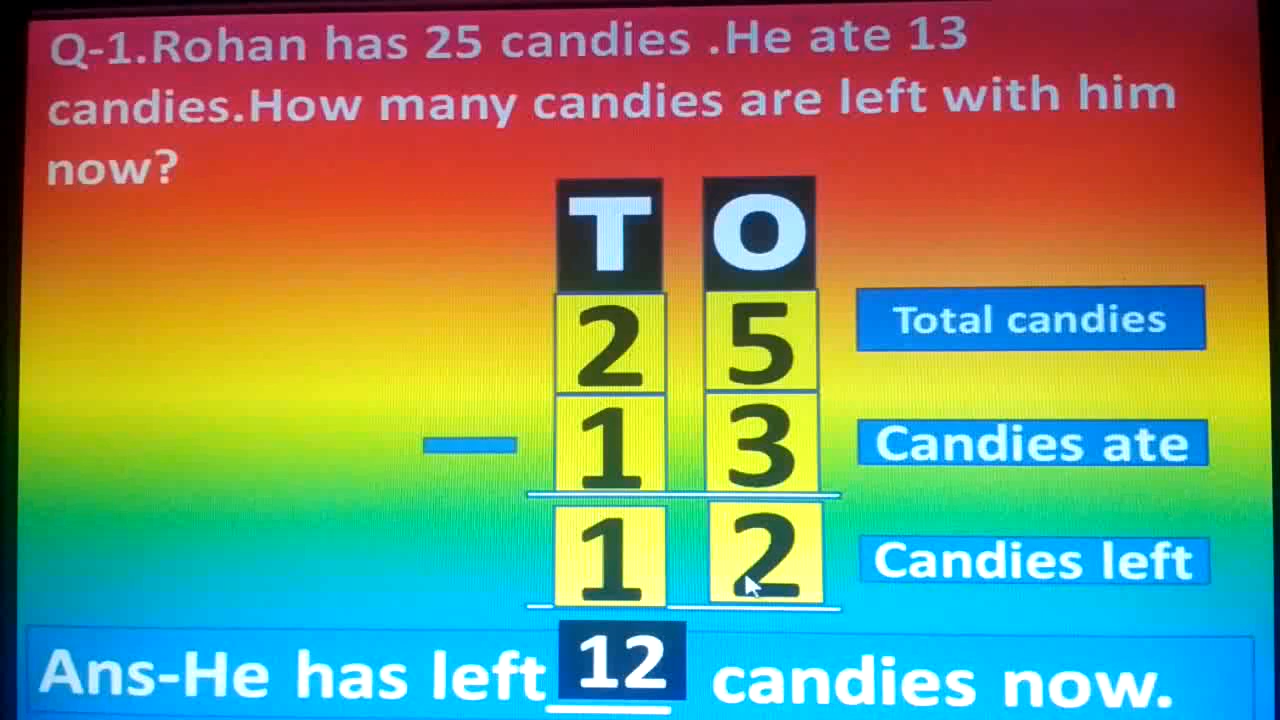 Q-1.Rohan has 25 candies .He ate 13
candies.How many candies are left with him
now?
T O
2 5 Total candies
— 1 3 Candies ate
1 2 Candies left
Ans-He has left 12 candies now.